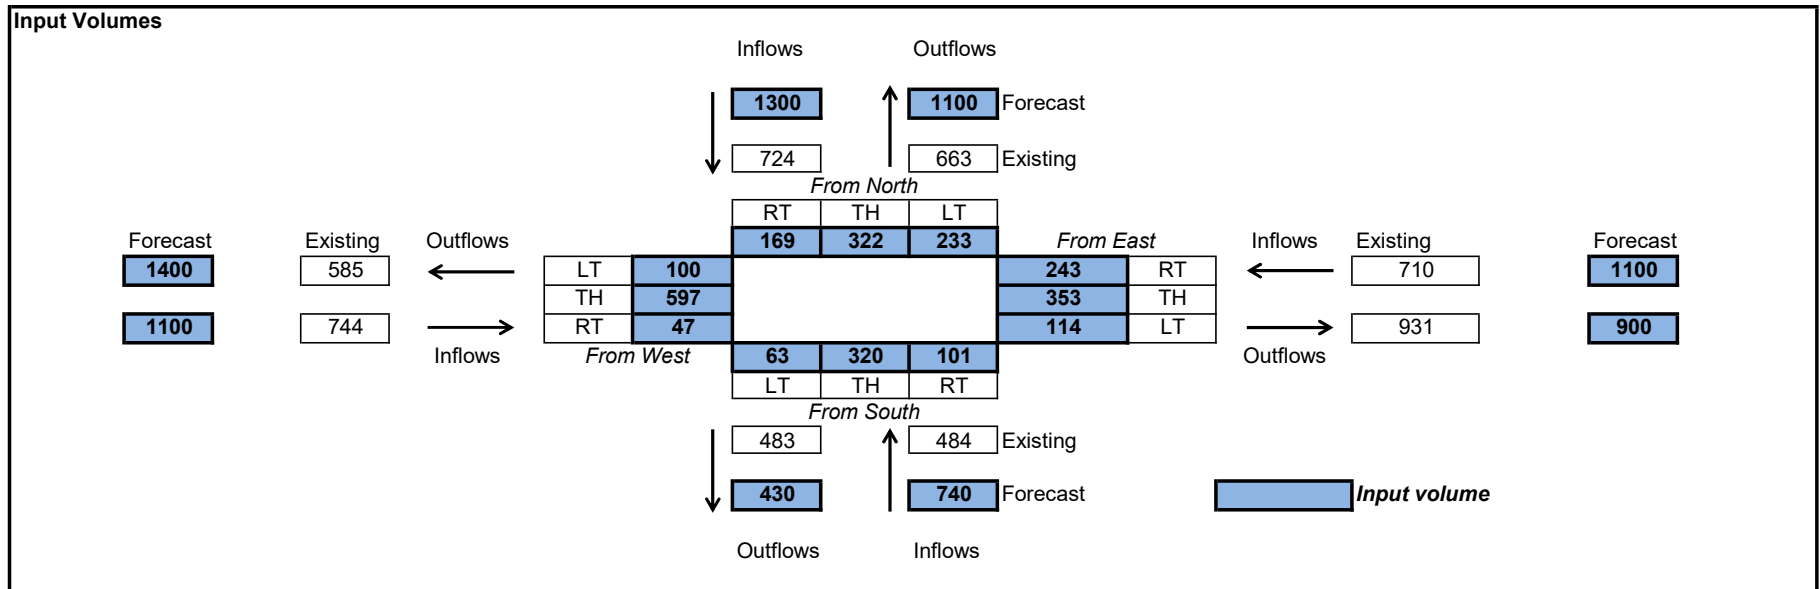 Input Volumes
Inflows Outflows
1300 1100 Forecast
724 663 Existing
From North
RT TH LT
Forecast Existing Outflows 169 322 233 From East Inflows Existing Forecast
1400 585 LT 100 243 RT 710 1100
TH 597 353 TH
1100 744 RT 47 114 LT 931 900
Inflows From West 63 320 101 Outflows
LT TH RT
From South
483 484 Existing
430 740 Forecast Input volume
Outflows Inflows